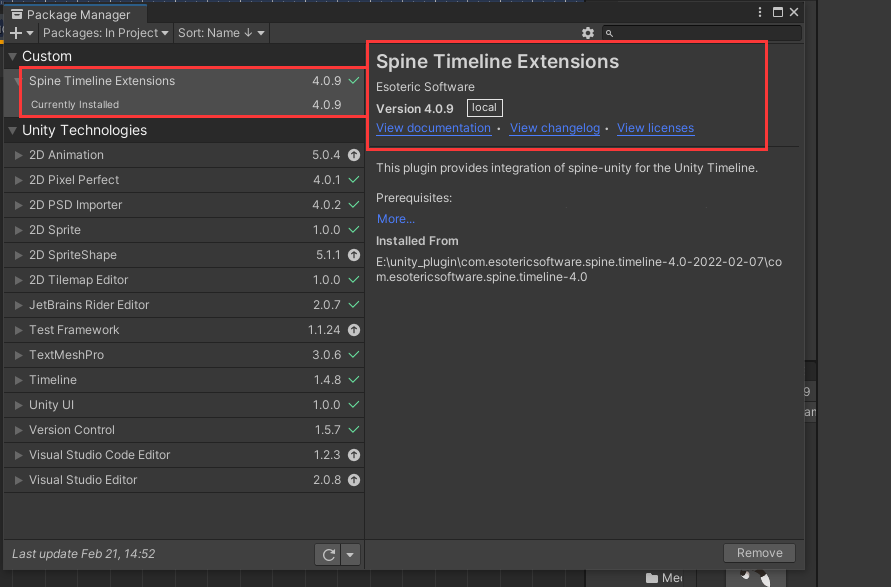 Package Manager
Packages: In Project
Sort: Name ↓
Custom
Spine Timeline Extensions 4.0.9
Currently Installed 4.0.9
Unity Technologies
2D Animation 5.0.4
2D Pixel Perfect 4.0.1
2D PSD Importer 4.0.2
2D Sprite 1.0.0
2D SpriteShape 5.1.1
2D Tilemap Editor 1.0.0
JetBrains Rider Editor 2.0.7
Test Framework 1.1.24
TextMeshPro 3.0.6
Timeline 1.4.8
Unity UI 1.0.0
Version Control 1.5.7
Visual Studio Code Editor 1.2.3
Visual Studio Editor 2.0.8
Last update Feb 21, 14:52
Spine Timeline Extensions
Esoteric Software
Version 4.0.9 local
View documentation • View changelog • View licenses
This plugin provides integration of spine-unity for the Unity Timeline.
Prerequisites:
More...
Installed From
E:\unity_plugin\com.esotericsoftware.spine.timeline-4.0-2022-02-07\co
m.esotericsoftware.spine.timeline-4.0
Remove